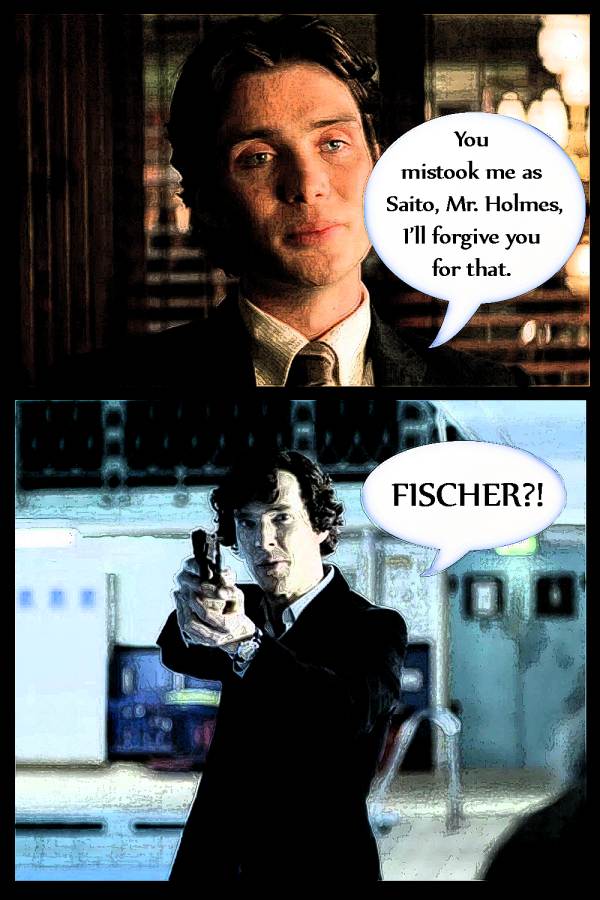 You
mistook me as
Saito, Mr. Holmes,
I'll forgive you
for that.
FISCHER?!